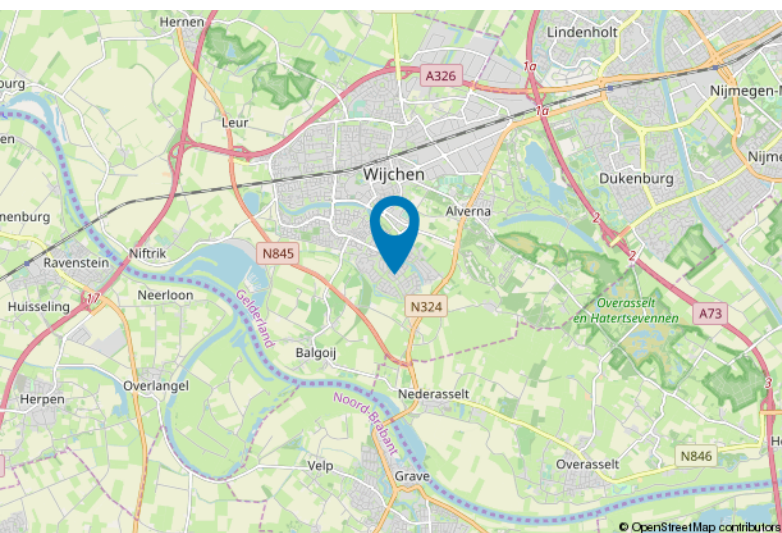 Hernen
Lindenholt
1a
A326
Nijmegen-
1a
Leur
Wijchen
Dukenburg
Alverna
2
Niftrik
N845
2
Ravenstein
Neerloon
17
Huisseling
Gelderland
N324
Overasselt
en Hatertsevennen
A73
Balgoij
Overlangel
3
Nederasselt
Herpen
Noord-Brabant
N846
Velp
Overasselt
Grave
© OpenStreetMap contributors